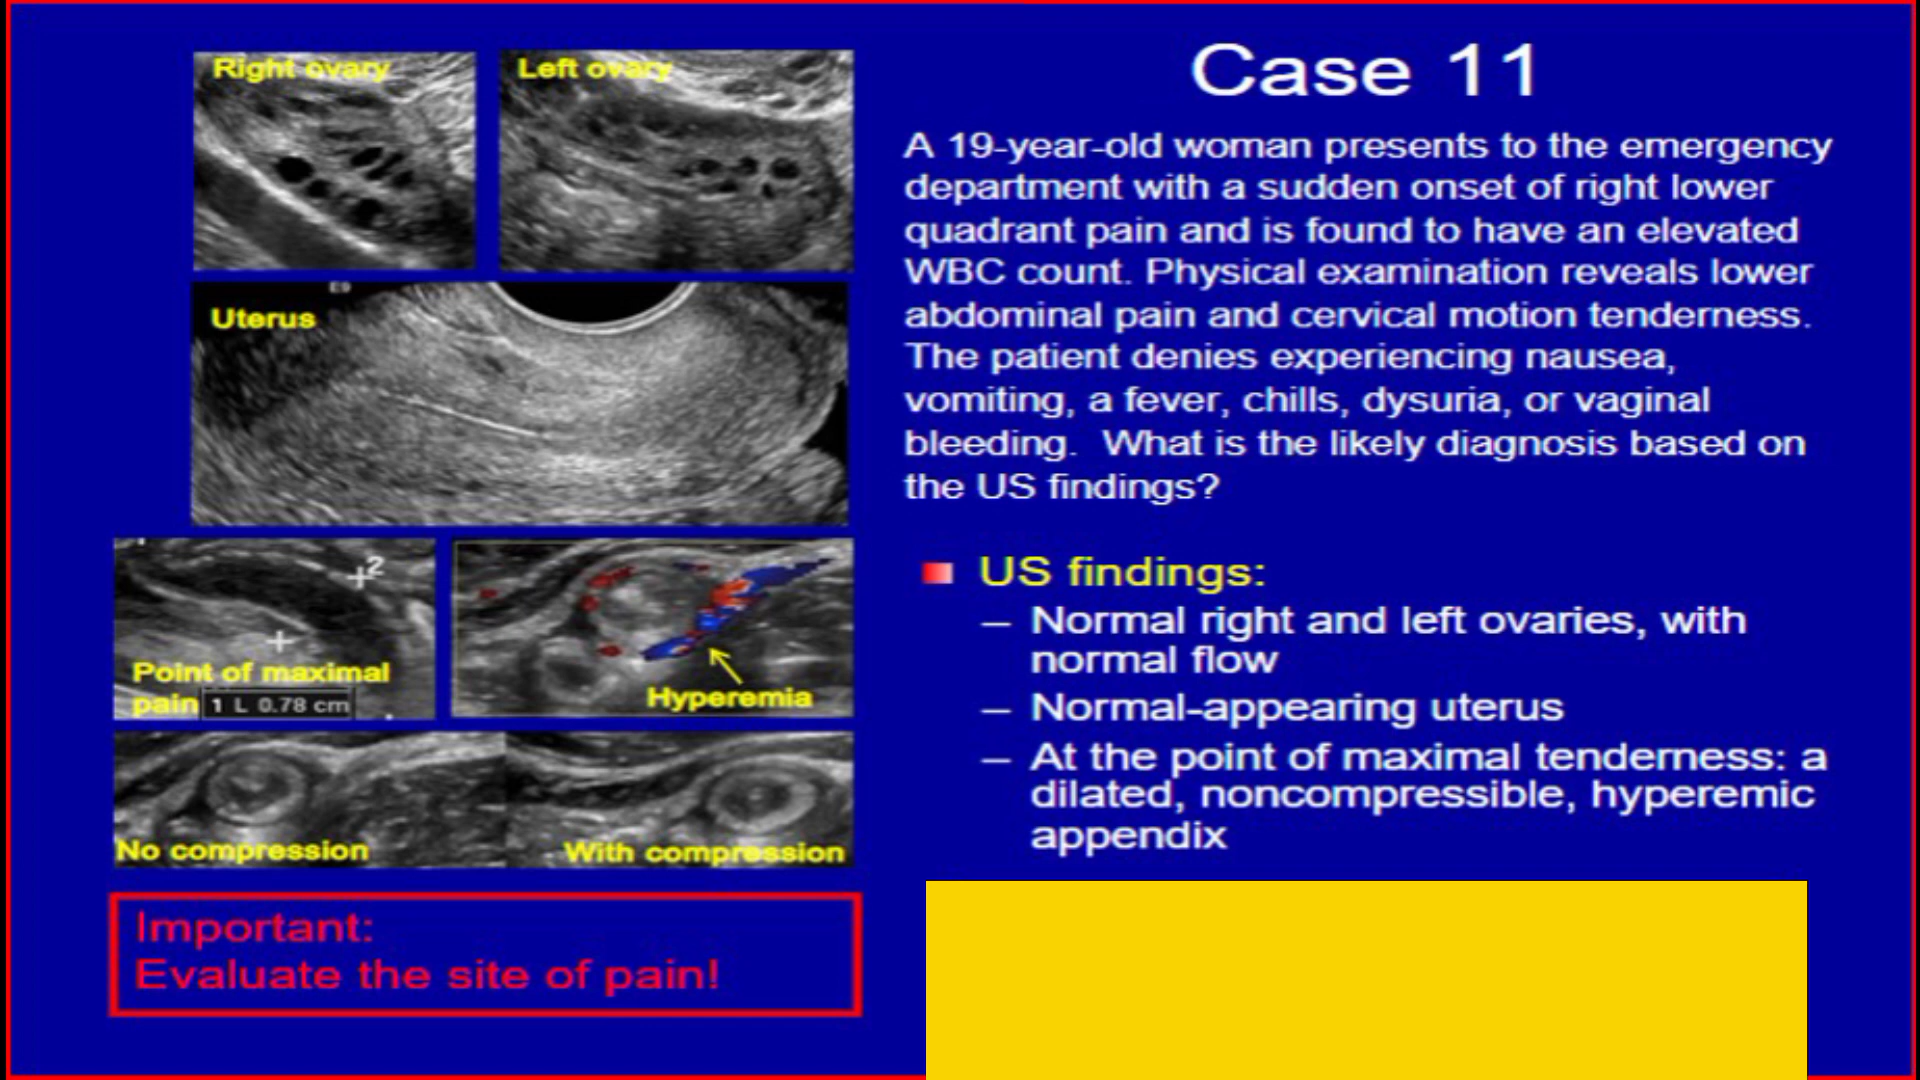 Right ovary
Left ovary
Uterus
2
Point of maximal
pain
1 L 0.78 cm
Hyperemia
No compression
With compression
Important:
Evaluate the site of pain!
Case 11
A 19-year-old woman presents to the emergency
department with a sudden onset of right lower
quadrant pain and is found to have an elevated
WBC count. Physical examination reveals lower
abdominal pain and cervical motion tenderness.
The patient denies experiencing nausea,
vomiting, a fever, chills, dysuria, or vaginal
bleeding.  What is the likely diagnosis based on
the US findings?
US findings:
– Normal right and left ovaries, with
normal flow
– Normal-appearing uterus
– At the point of maximal tenderness: a
dilated, noncompressible, hyperemic
appendix